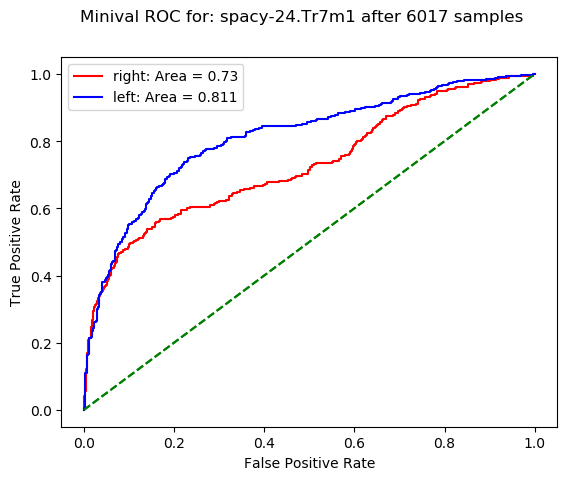 Minival ROC for: spacy-24.Tr7m1 after 6017 samples
right: Area = 0.73
left: Area = 0.811
1.0
0.8
0.6
0.4
0.2
0.0
True Positive Rate
0.0 0.2 0.4 0.6 0.8 1.0
False Positive Rate